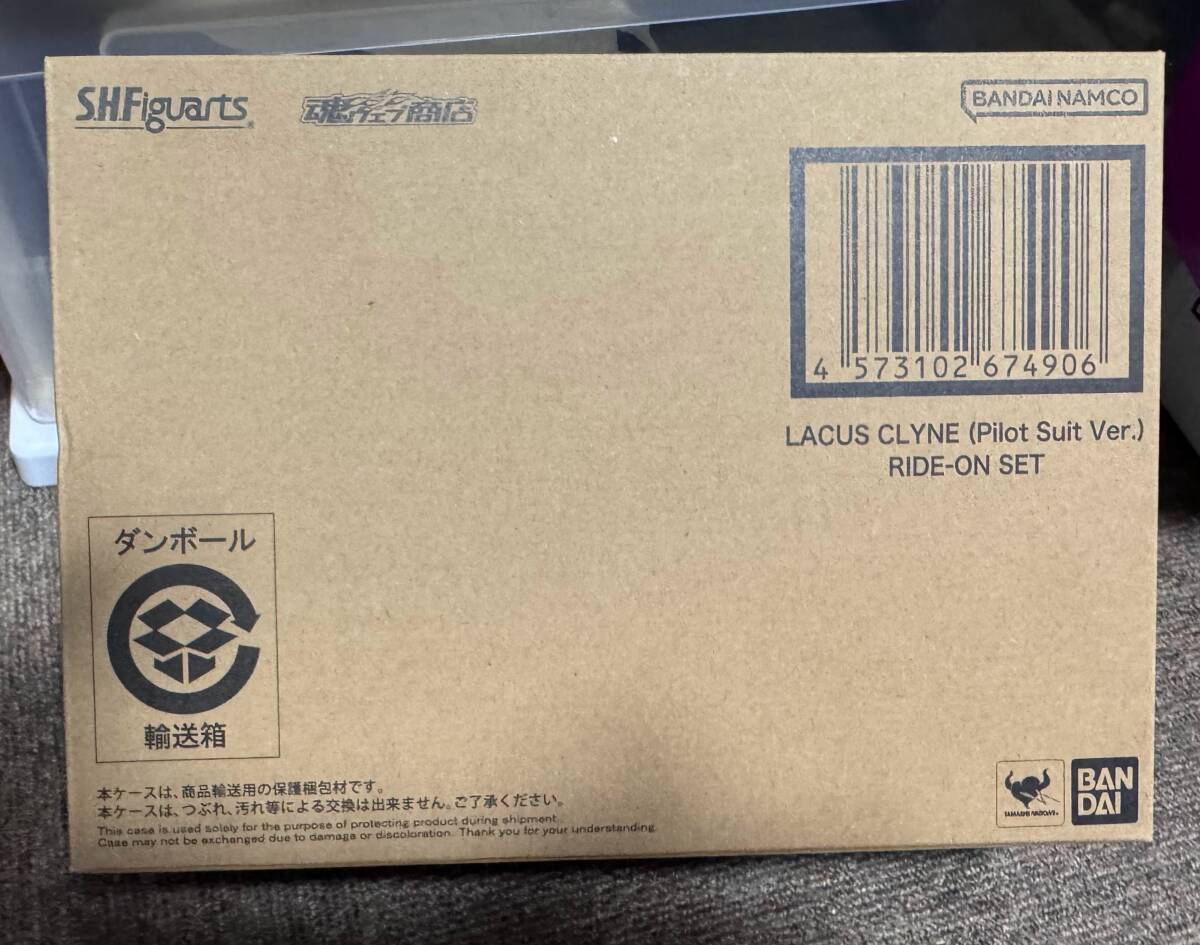 S.H.Figuarts
魂ウェブ商店
BANDAI NAMCO
4 573102 674906
LACUS CLYNE (Pilot Suit Ver.)
RIDE-ON SET
ダンボール
輸送箱
本ケースは、商品輸送用の保護梱包材です。
本ケースは、つぶれ、汚れ等による交換は出来ません。ご了承ください。
This case is used solely for the purpose of protecting product during shipment.
Case may not be exchanged due to damage or discoloration. Thank you for your understanding.
TAMASHII NATIONS
BAN
DAI